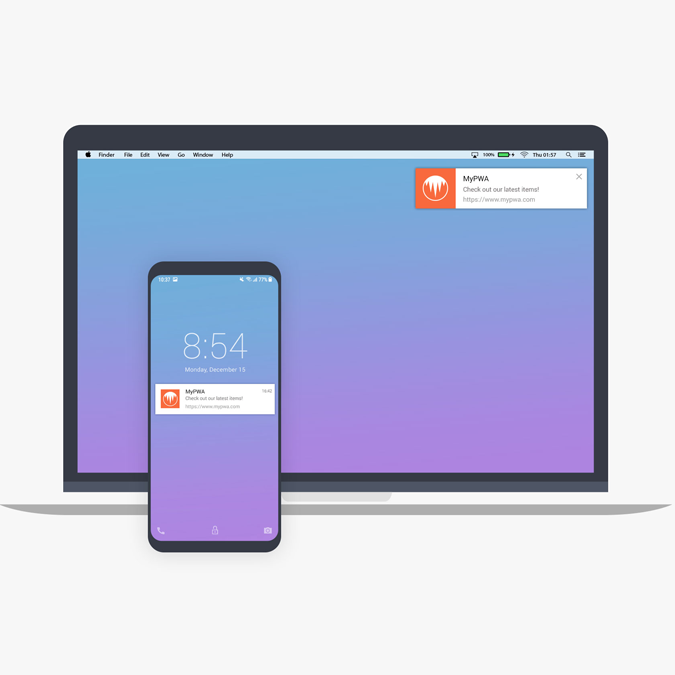 Finder File Edit View Go Window Help 100% Thu 01:57
MyPWA
Check out our latest items!
https://www.mypwa.com
10:37 77%
8:54
Monday, December 15
MyPWA
Check out our latest items!
https://www.mypwa.com